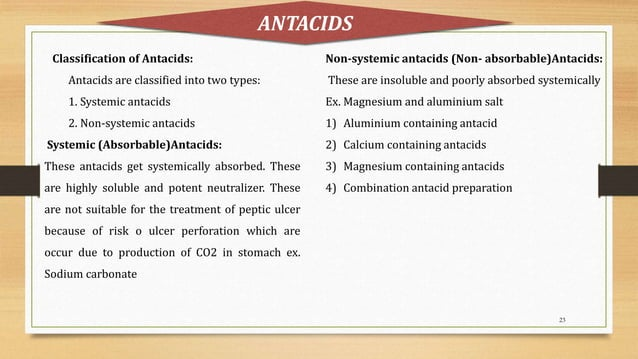 ANTACIDS
Classification of Antacids:
Antacids are classified into two types:
1. Systemic antacids
2. Non-systemic antacids
Systemic (Absorbable)Antacids:
These antacids get systemically absorbed. These
are highly soluble and potent neutralizer. These
are not suitable for the treatment of peptic ulcer
because of risk o ulcer perforation which are
occur due to production of CO2 in stomach ex.
Sodium carbonate
Non-systemic antacids (Non- absorbable)Antacids:
These are insoluble and poorly absorbed systemically
Ex. Magnesium and aluminium salt
1) Aluminium containing antacid
2) Calcium containing antacids
3) Magnesium containing antacids
4) Combination antacid preparation
23